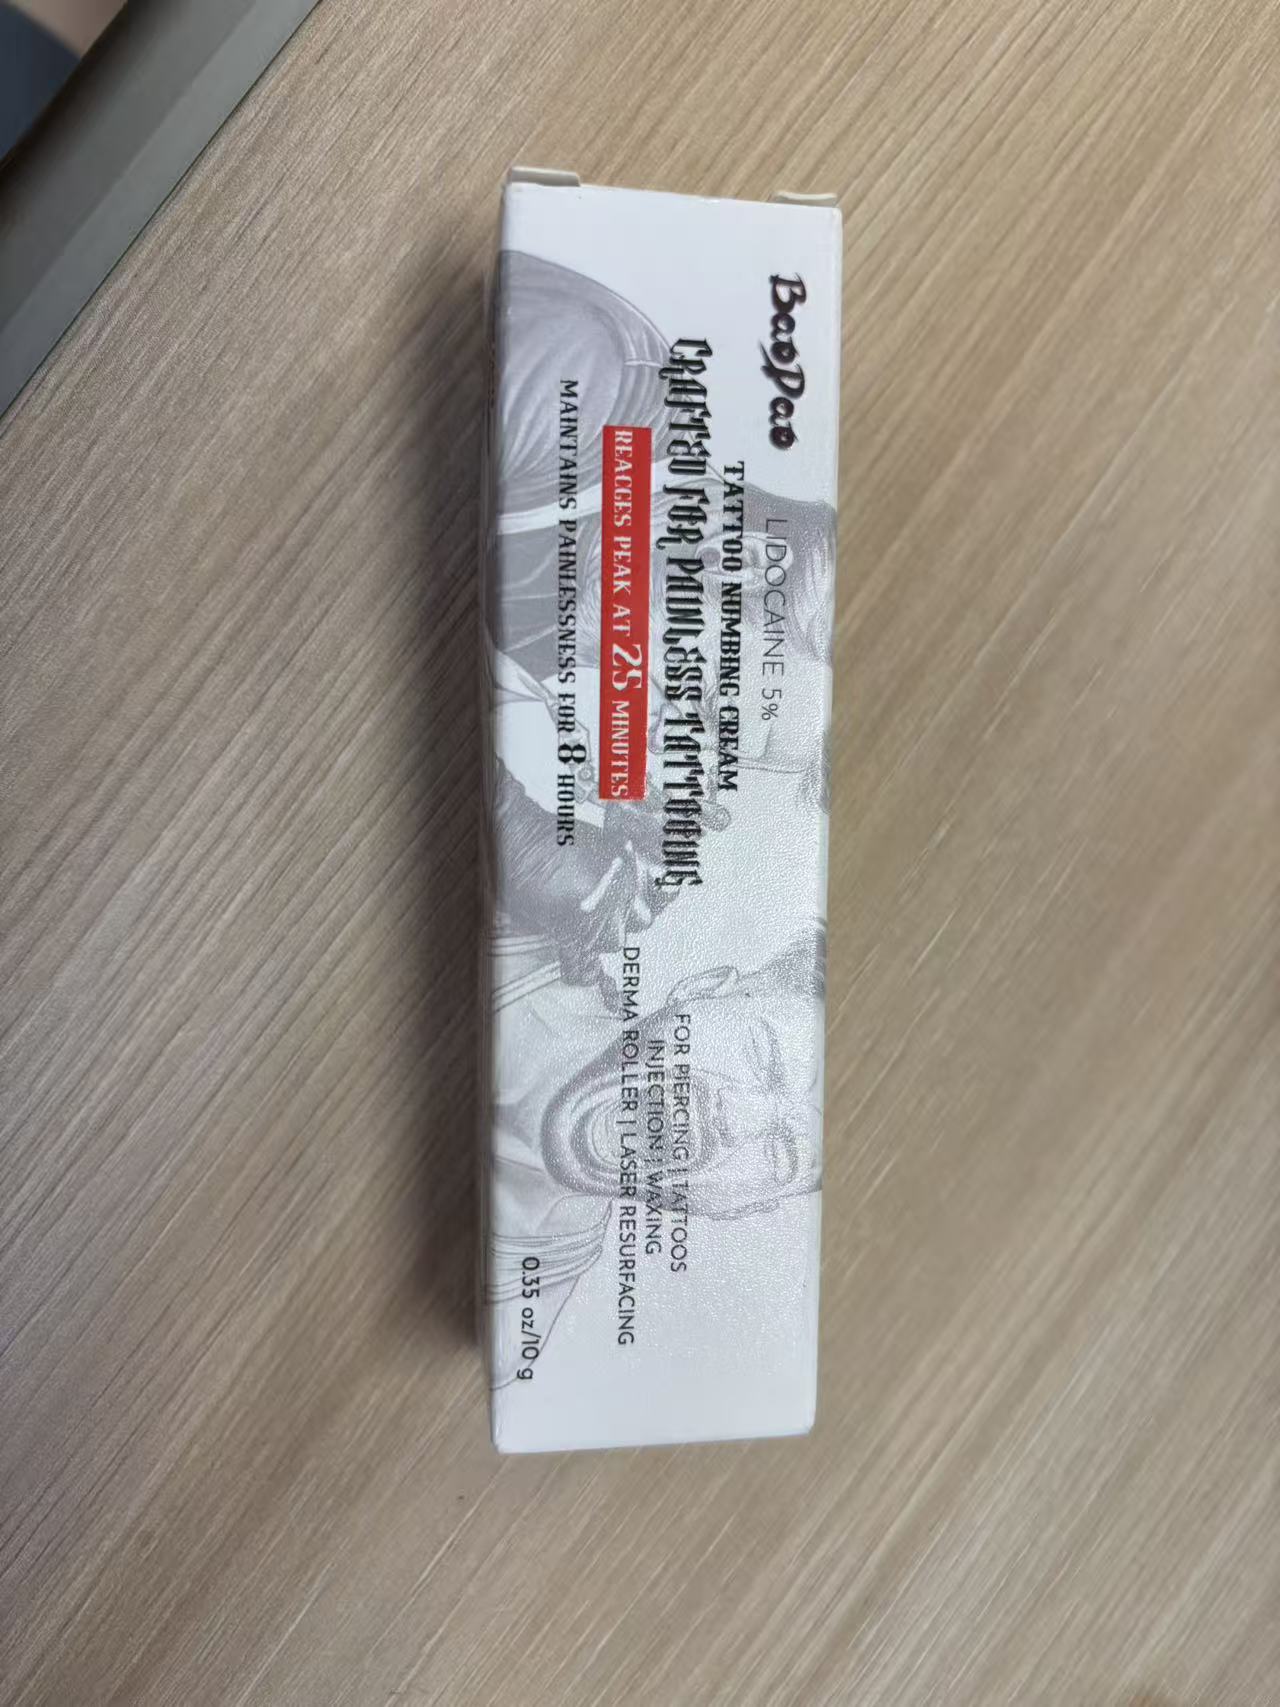 BaoPao
LIDOCAINE 5%
TATTOO NUMBING CREAM
CRAFTED FOR PAINLESS TATTOOING
REACGES PEAK AT 25 MINUTES
MAINTAINS PAINLESSNESS FOR 8 HOURS
FOR PIERCING | TATTOOS
INJECTION | WAXING
DERMA ROLLER | LASER RESURFACING
0.35 oz/10 g